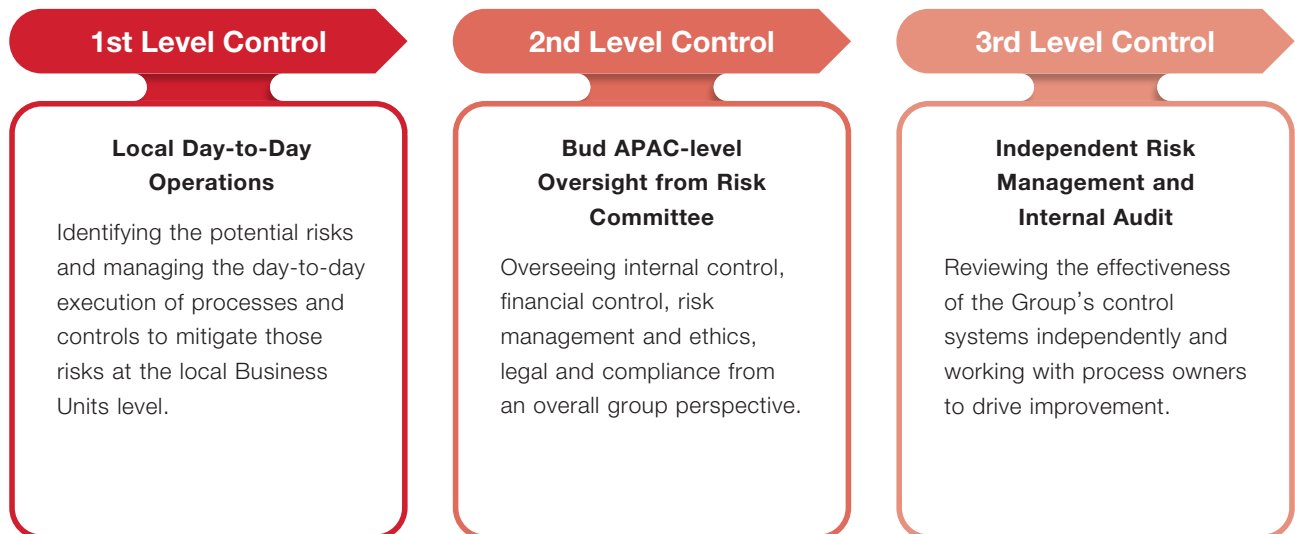 1st Level Control
Local Day-to-Day
Operations
Identifying the potential risks
and managing the day-to-day
execution of processes and
controls to mitigate those
risks at the local Business
Units level.
2nd Level Control
Bud APAC-level
Oversight from Risk
Committee
Overseeing internal control,
financial control, risk
management and ethics,
legal and compliance from
an overall group perspective.
3rd Level Control
Independent Risk
Management and
Internal Audit
Reviewing the effectiveness
of the Group’s control
systems independently and
working with process owners
to drive improvement.